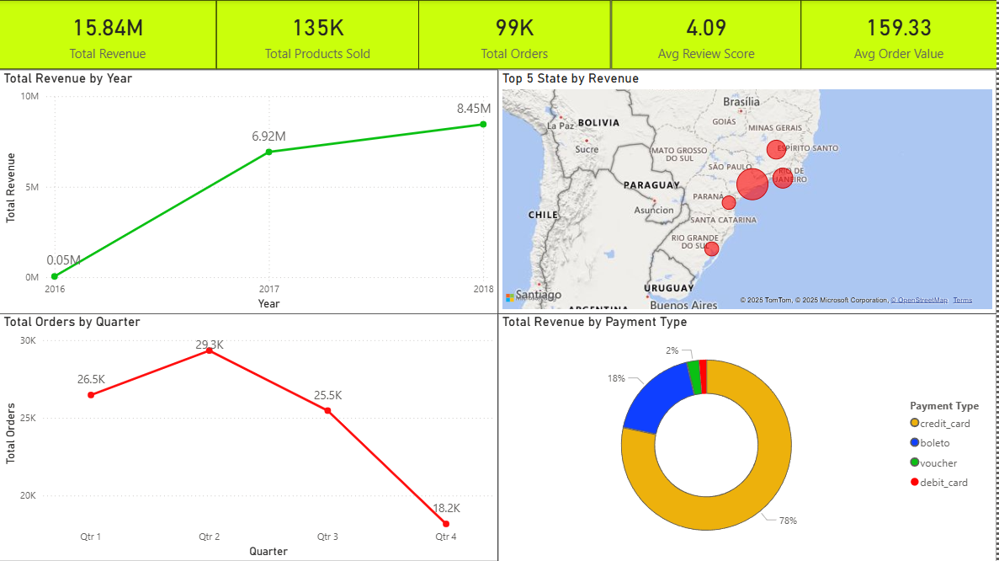 15.84M
Total Revenue
135K
Total Products Sold
99K
Total Orders
4.09
Avg Review Score
159.33
Avg Order Value
Total Revenue by Year
10M
8.45M
6.92M
5M
0.05M
0M
Total Revenue
2016
2017
2018
Year
Top 5 State by Revenue
Brasília
GOIÁS
La Paz
BOLIVIA
MINAS GERAIS
Sucre
MATO GROSSO
DO SUL
ESPÍRITO SANTO
SÃO PAULO
RIO DE
JANEIRO
PARAGUAY
PARANÁ
Asuncion
CHILE
SANTA CATARINA
RIO GRANDE
DO SUL
URUGUAY
Santiago
Buenos Aires
ARGENTINA
© 2025 TomTom, © 2025 Microsoft Corporation, © OpenStreetMap Terms
Total Orders by Quarter
30K
29.3K
26.5K
25.5K
25K
20K
18.2K
Total Orders
Qtr 1
Qtr 2
Qtr 3
Qtr 4
Quarter
Total Revenue by Payment Type
2%
18%
78%
Payment Type
credit_card
boleto
voucher
debit_card